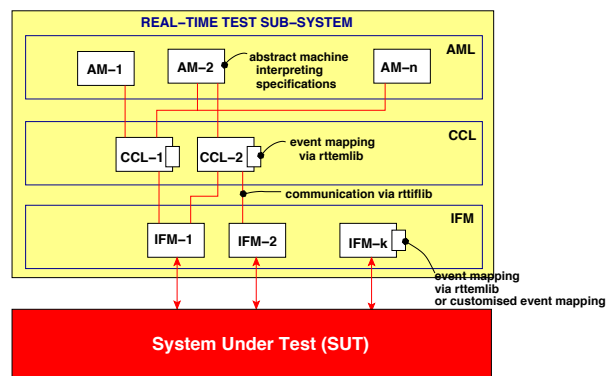 REAL–TIME TEST SUB–SYSTEM
AML
AM–1
AM–2
AM–n
abstract machine
interpreting
specifications
CCL
CCL–1
CCL–2
event mapping
via rttemlib
communication via rttiflib
IFM
IFM–1
IFM–2
IFM–k
event mapping
via rttemlib
or customised event mapping
System Under Test (SUT)